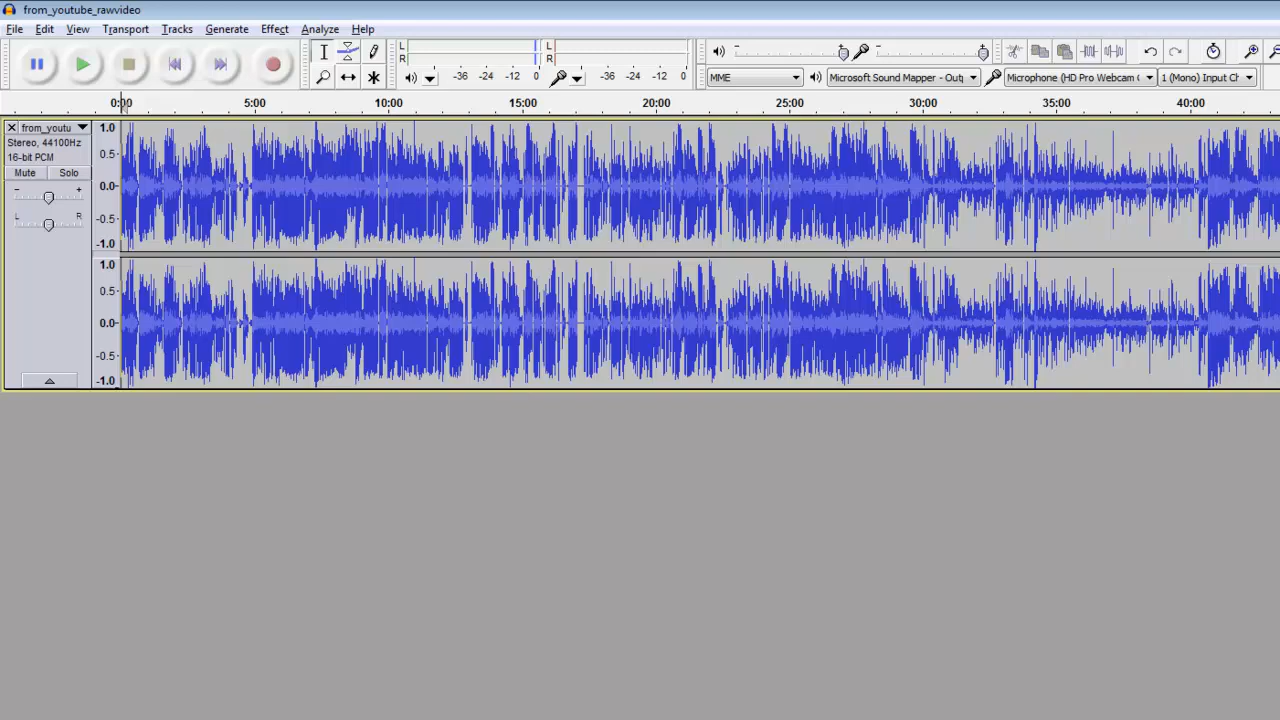 from_youtube_rawvideo
File Edit View Transport Tracks Generate Effect Analyze Help
L R -36 -24 -12 0 L R -36 -24 -12 0
MME Microsoft Sound Mapper - Outp Microphone (HD Pro Webcam C 1 (Mono) Input Ch
0:00 5:00 10:00 15:00 20:00 25:00 30:00 35:00 40:00
from_youtu
Stereo, 44100Hz
16-bit PCM
Mute Solo
- +
L R
1.0
0.5
0.0
-0.5
-1.0
1.0
0.5
0.0
-0.5
-1.0